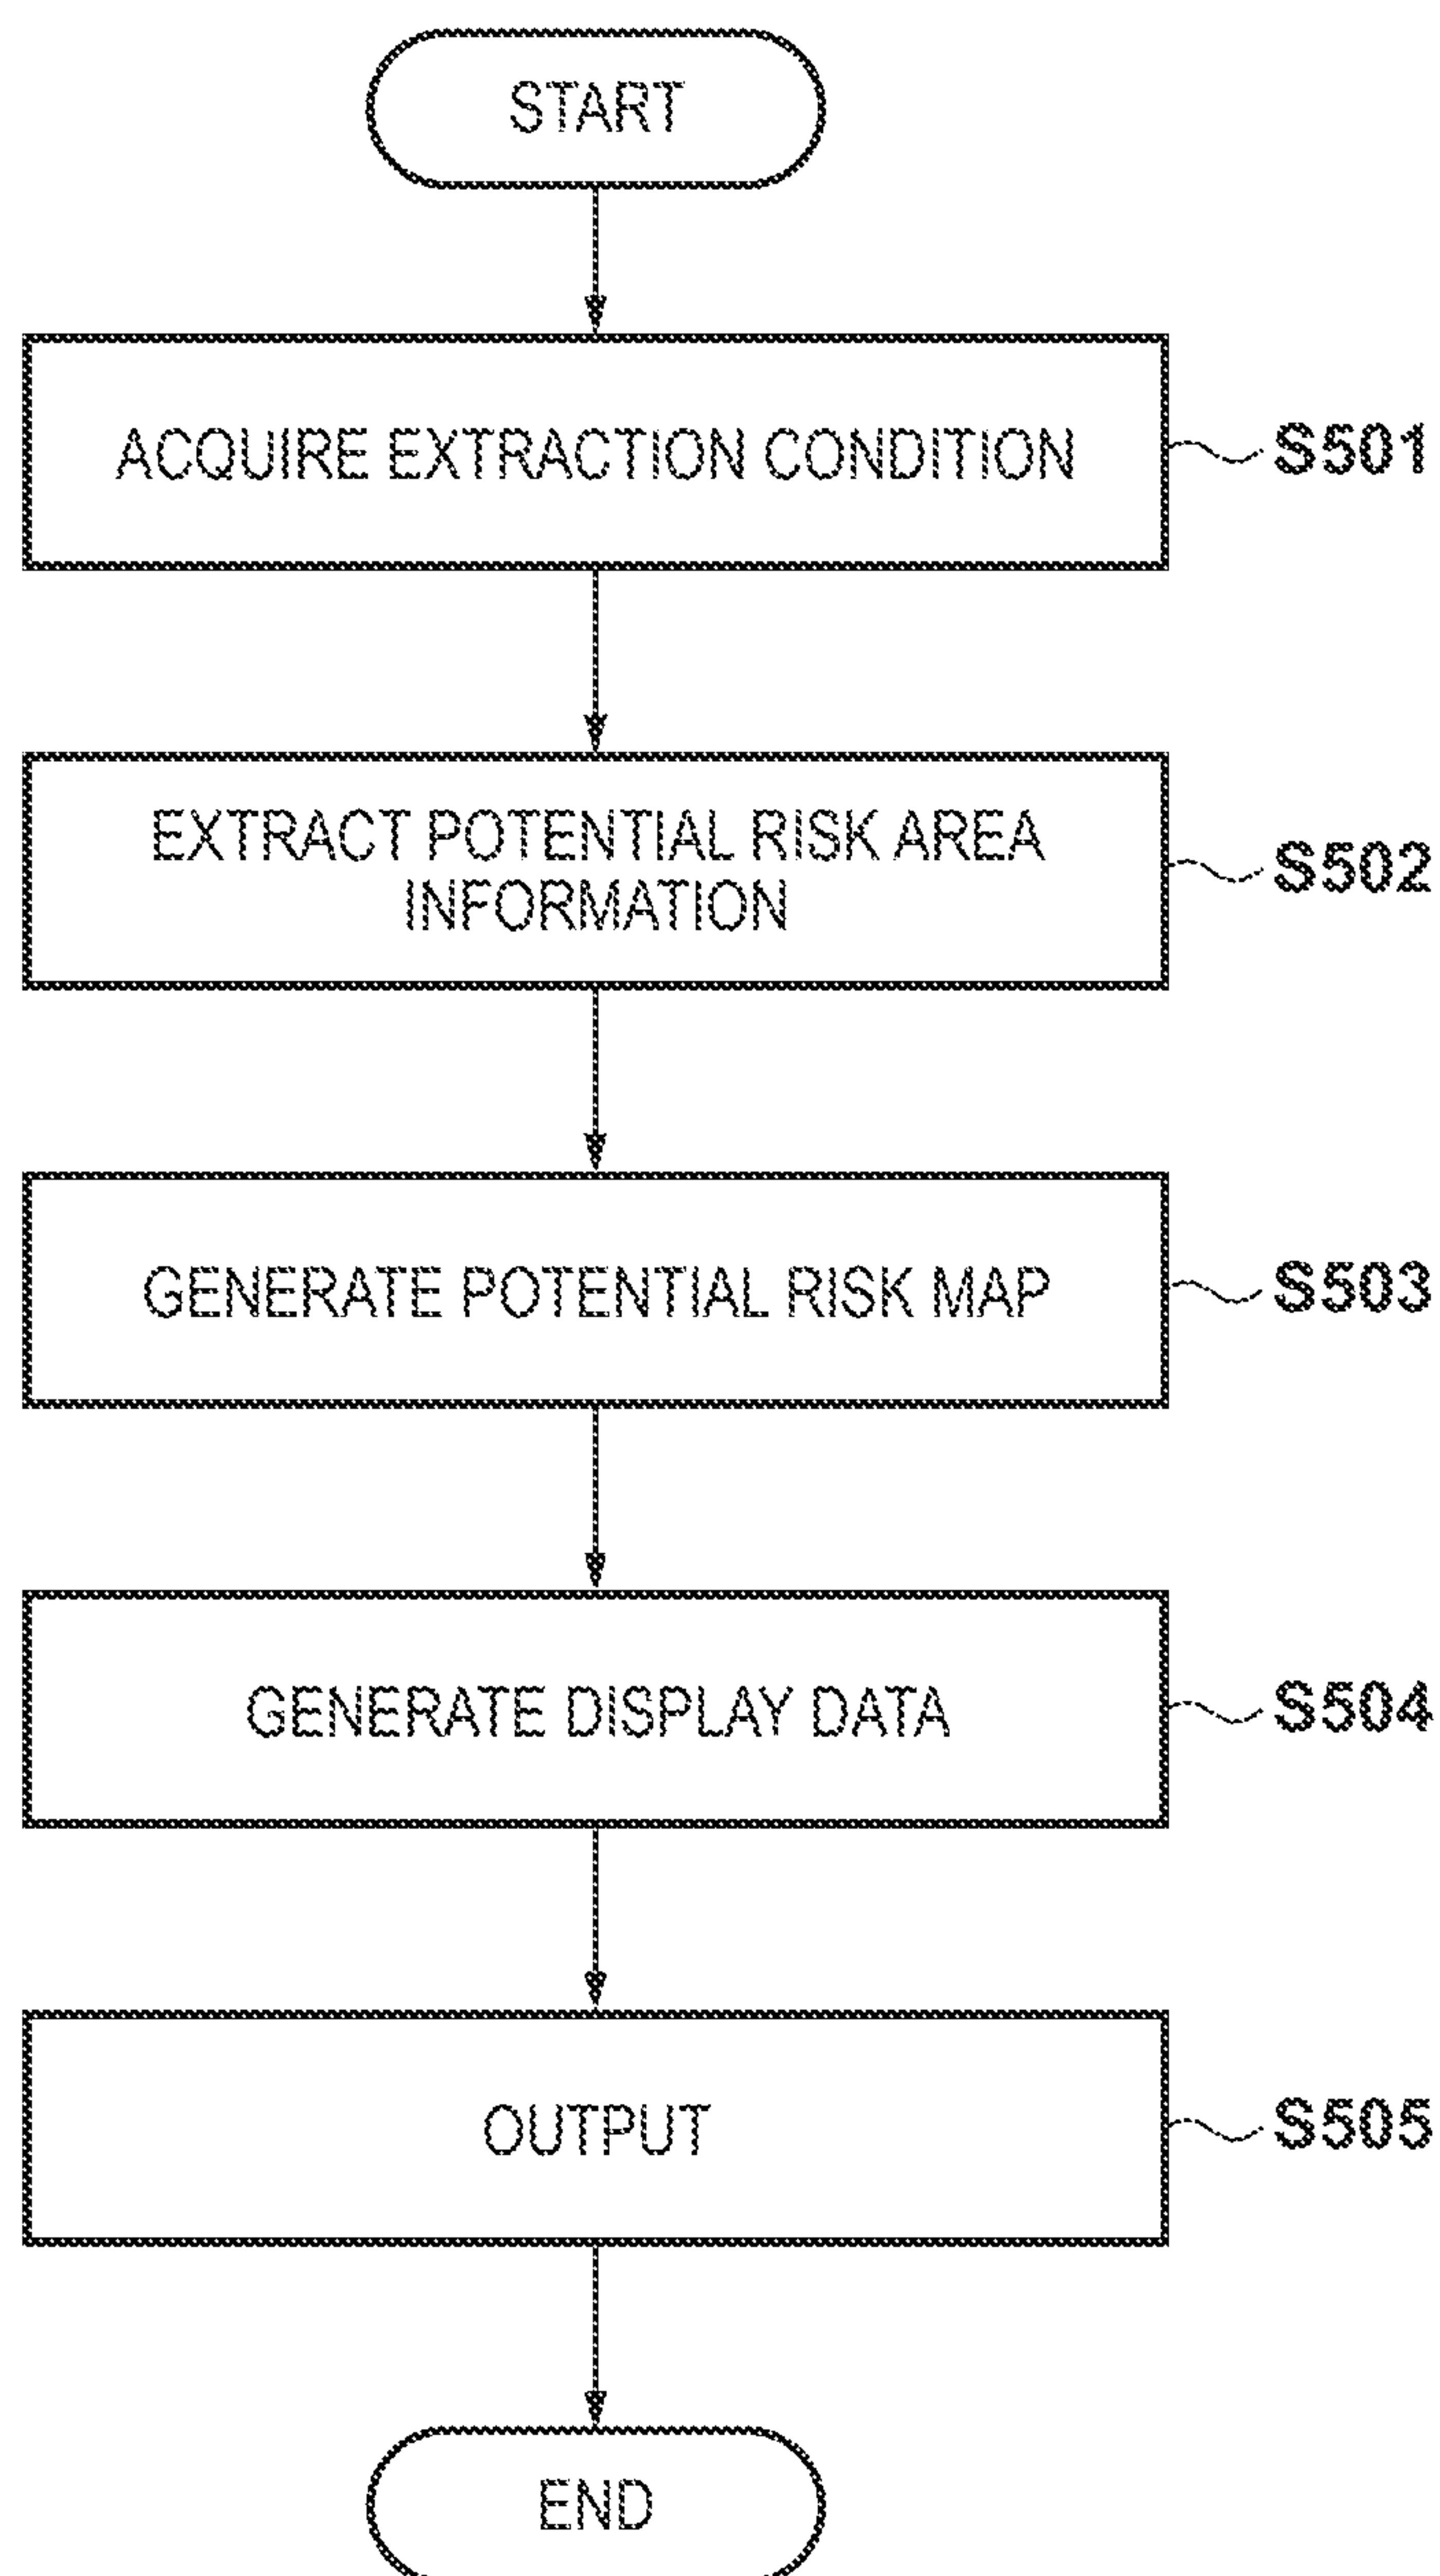 START
ACQUIRE EXTRACTION CONDITION
S501
EXTRACT POTENTIAL RISK AREA
INFORMATION
S502
GENERATE POTENTIAL RISK MAP
S503
GENERATE DISPLAY DATA
S504
OUTPUT
S505
END